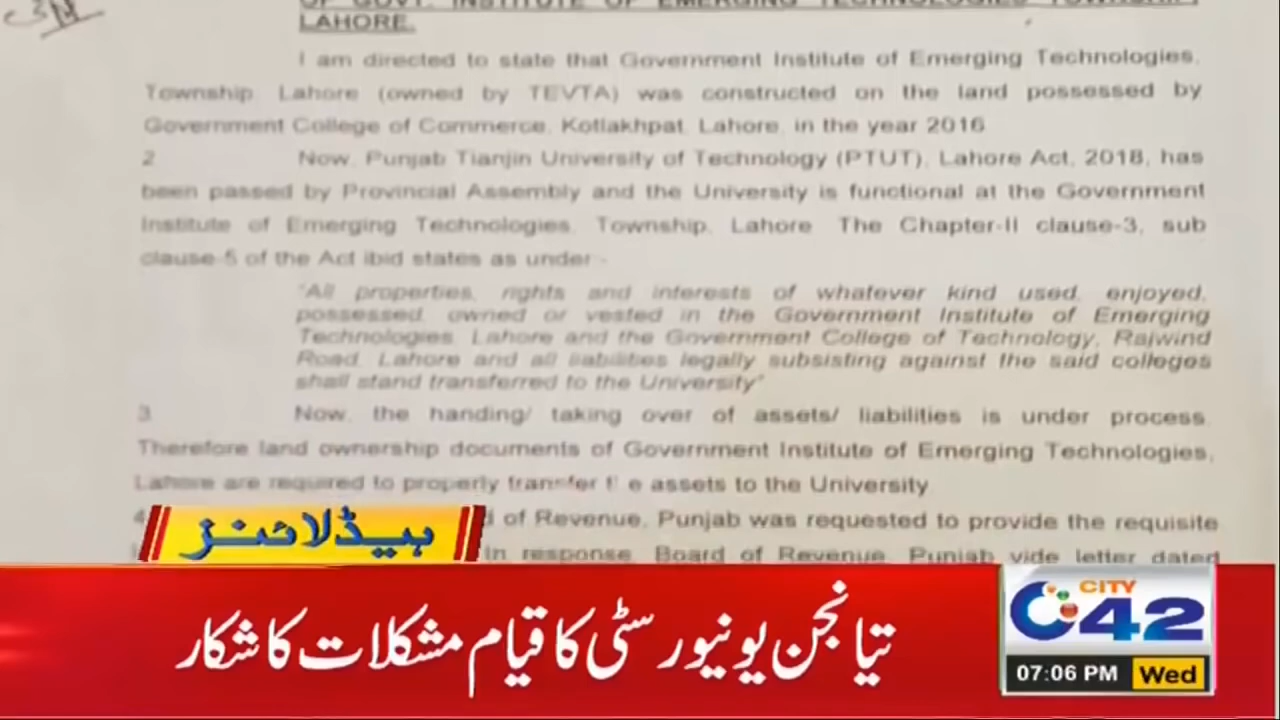 LAHORE.
I am directed to state that Government Institute of Emerging Technologies,
Township, Lahore (owned by TEVTA) was constructed on the land possessed by
Government College of Commerce, Kotlakhpat, Lahore, in the year 2016
2 Now, Punjab Tianjin University of Technology (PTUT), Lahore Act, 2018, has
been passed by Provincial Assembly and the University is functional at the Government
Institute of Emerging Technologies, Township, Lahore The Chapter-II clause-3, sub
clause-5 of the Act ibid states as under:-
"All properties, rights and interests of whatever kind used, enjoyed,
possessed, owned or vested in the Government Institute of Emerging
Technologies, Lahore and the Government College of Technology, Raiwind
Road, Lahore and all liabilities legally subsisting against the said colleges
shall stand transferred to the University"
3 Now, the handing/ taking over of assets/ liabilities is under process.
Therefore land ownership documents of Government Institute of Emerging Technologies,
Lahore are required to properly transfer the assets to the University
of Revenue, Punjab was requested to provide the requisite
In response, Board of Revenue, Punjab vide letter dated
ہیڈلائنز
تیانجن یونیورسٹی کا قیام مشکلات کا شکار
CITY
42
07:06 PM Wed